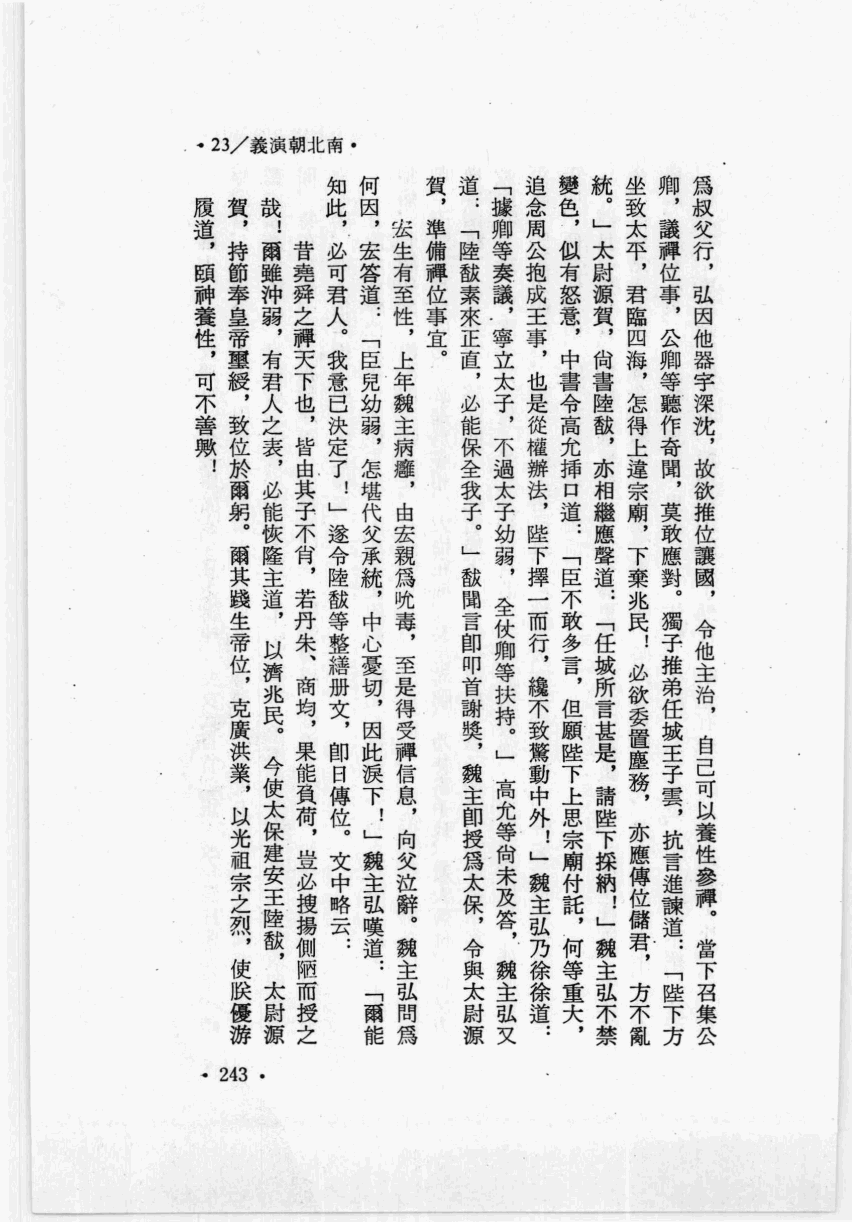 ·23／義演朝北南·
爲叔父行，弘因他器宇深沈，故欲推位讓國，令他主治，自己可以養性參禪。當下召集公
卿，議禪位事，公卿等聽作奇聞，莫敢應對。獨子推弟任城王子雲，抗言進諫道：「陛下方
坐致太平，君臨四海，怎得上違宗廟，下棄兆民！必欲委置塵務，亦應傳位儲君，方不亂
統。」太尉源賀，尙書陸馛，亦相繼應聲道：「任城所言甚是，請陛下採納！」魏主弘不禁
變色，似有怒意，中書令高允挿口道：「臣不敢多言，但願陛下上思宗廟付託，何等重大，
追念周公抱成王事，也是從權辦法，陛下擇一而行，纔不致驚動中外！」魏主弘乃徐徐道：
「據卿等奏議，寧立太子，不過太子幼弱，全仗卿等扶持。」高允等尙未及答，魏主弘又
道：「陸馛素來正直，必能保全我子。」馛聞言卽叩首謝獎，魏主卽授爲太保，令與太尉源
賀，準備禪位事宜。
宏生有至性，上年魏主病癰，由宏親爲吮毒，至是得受禪信息，向父泣辭。魏主弘問爲
何因，宏答道：「臣兒幼弱，怎堪代父承統，中心憂切，因此淚下！」魏主弘嘆道：「爾能
知此，必可君人。我意已決定了！」遂令陸馛等整繕册文，卽日傳位。文中略云：
昔堯舜之禪天下也，皆由其子不肖，若丹朱、商均，果能負荷，豈必搜揚側陋而授之
哉！爾雖沖弱，有君人之表，必能恢隆主道，以濟兆民。今使太保建安王陸馛，太尉源
賀，持節奉皇帝璽綬，致位於爾躬。爾其踐生帝位，克廣洪業，以光祖宗之烈，使朕優游
履道，頤神養性，可不善歟！
·243·